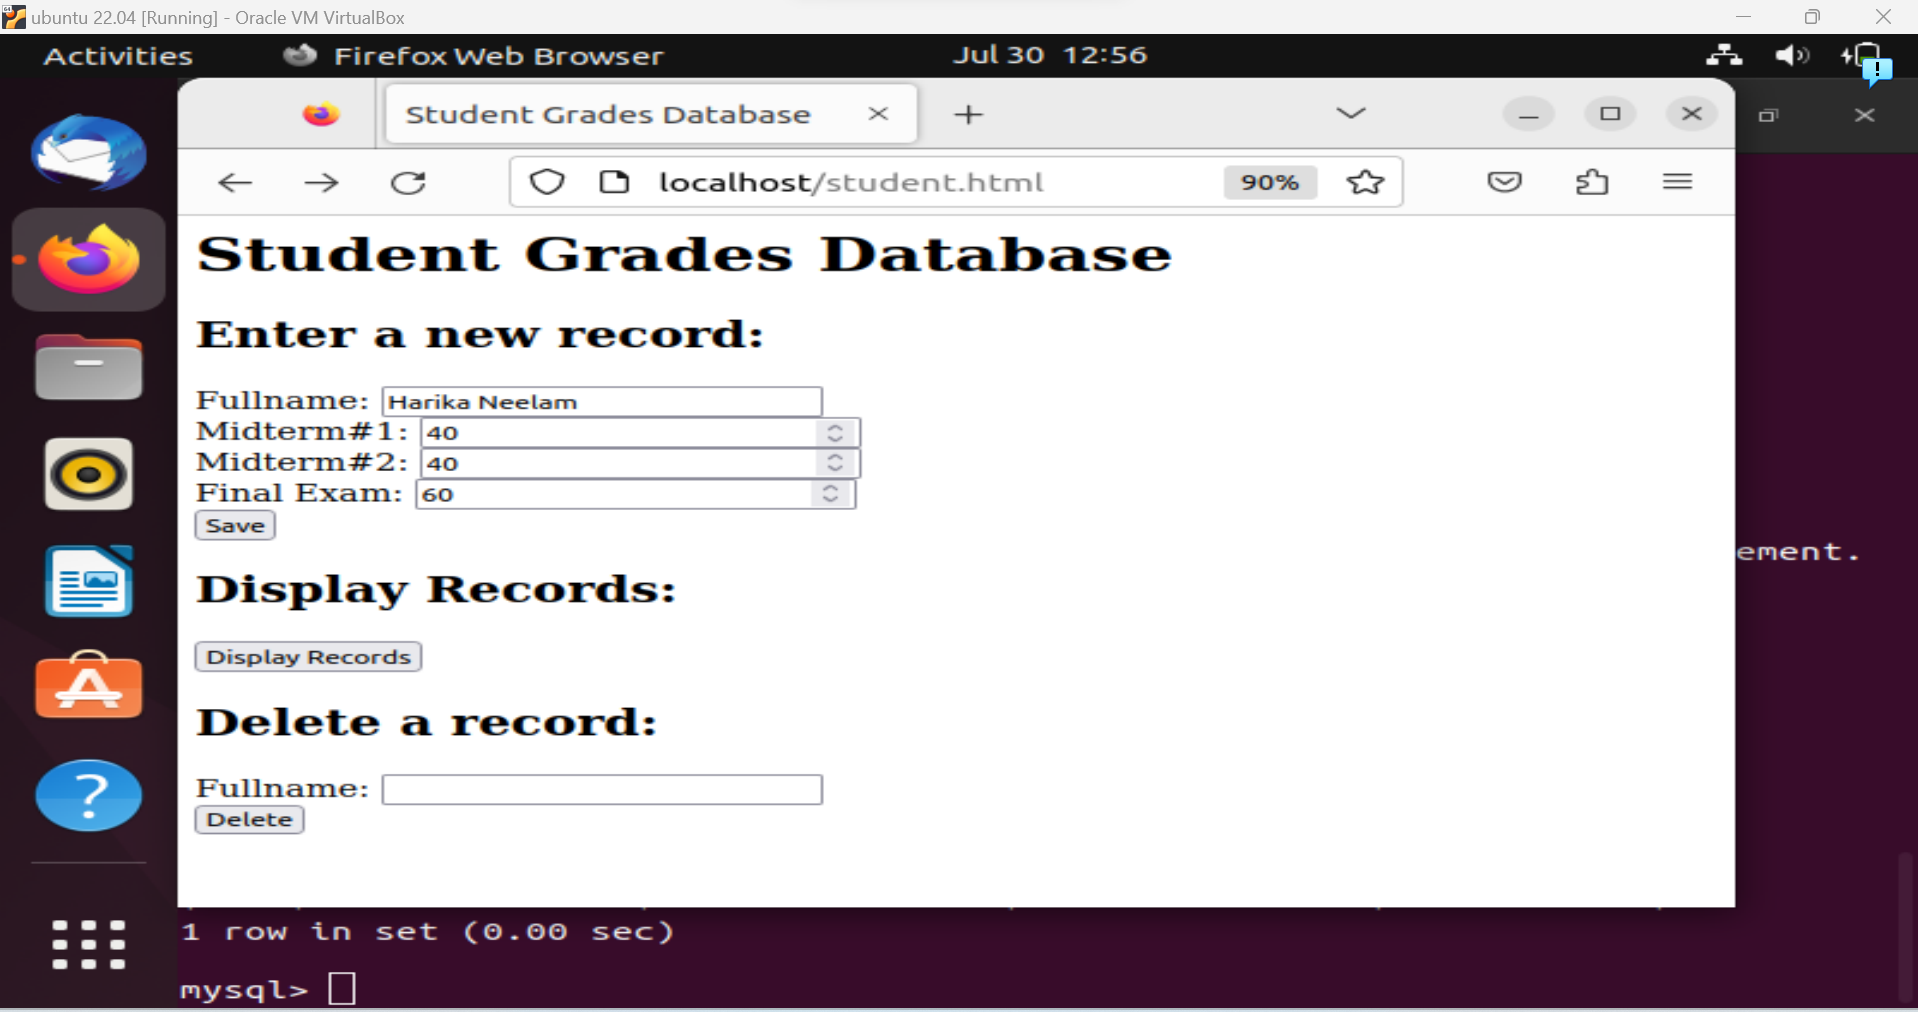 ubuntu 22.04 [Running] - Oracle VM VirtualBox
Activities Firefox Web Browser Jul 30 12:56
Student Grades Database
localhost/student.html 90%
Student Grades Database
Enter a new record:
Fullname: Harika Neelam
Midterm#1: 40
Midterm#2: 40
Final Exam: 60
Save
ement.
Display Records:
Display Records
Delete a record:
Fullname:
Delete
1 row in set (0.00 sec)
mysql>